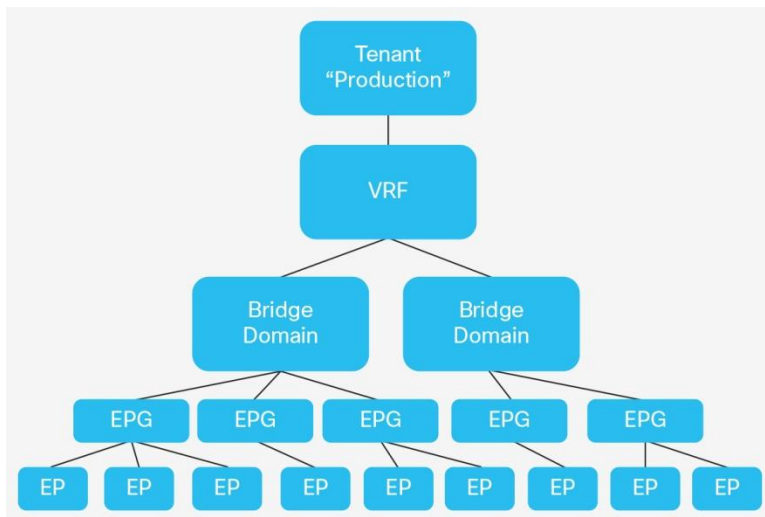 Tenant
“Production”
VRF
Bridge
Domain
Bridge
Domain
EPG
EPG
EPG
EPG
EPG
EP
EP
EP
EP
EP
EP
EP
EP
EP